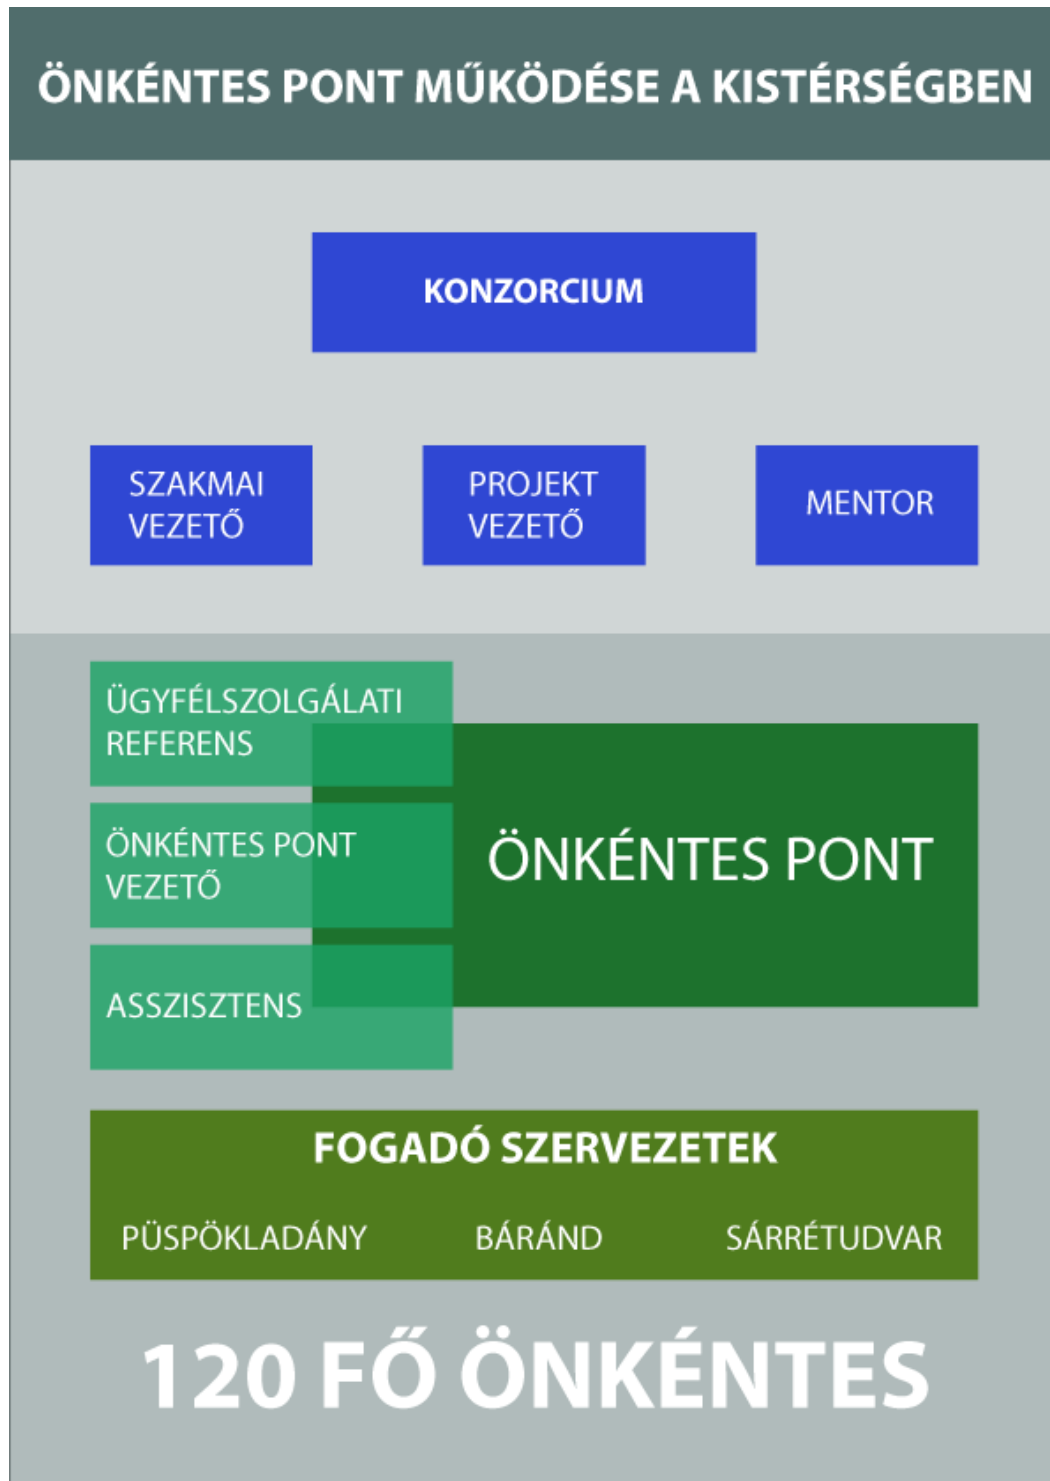 ÖNKÉNTES PONT MŰKÖDÉSE A KISTÉRSÉGBEN
KONZORCIUM
SZAKMAI
VEZETŐ
PROJEKT
VEZETŐ
MENTOR
ÜGYFÉLSZOLGÁLATI
REFERENS
ÖNKÉNTES PONT
VEZETŐ
ASSZISZTENS
ÖNKÉNTES PONT
FOGADÓ SZERVEZETEK
PÜSPÖKLADÁNY BÁRÁND SÁRRÉTUDVAR
120 FŐ ÖNKÉNTES